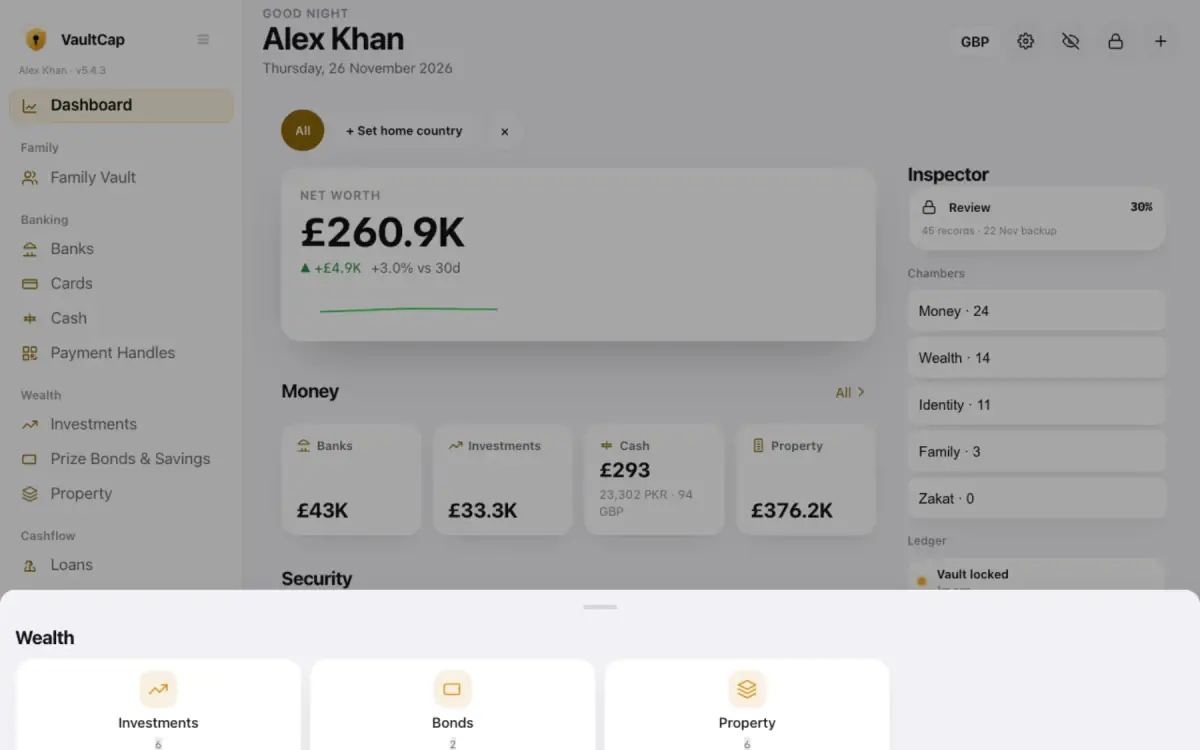 VaultCap
Alex Khan · v5.4.3
Dashboard
Family
Family Vault
Banking
Banks
Cards
Cash
Payment Handles
Wealth
Investments
Prize Bonds & Savings
Property
Cashflow
Loans
GOOD NIGHT
Alex Khan
Thursday, 26 November 2026
GBP
All
+ Set home country
×
NET WORTH
£260.9K
▲ +£4.9K +3.0% vs 30d
Money
All >
Banks
£43K
Investments
£33.3K
Cash
£293
23,302 PKR · 94
GBP
Property
£376.2K
Security
Inspector
Review 30%
45 records · 22 Nov backup
Chambers
Money · 24
Wealth · 14
Identity · 11
Family · 3
Zakat · 0
Ledger
Vault locked
Wealth
Investments
6
Bonds
2
Property
6